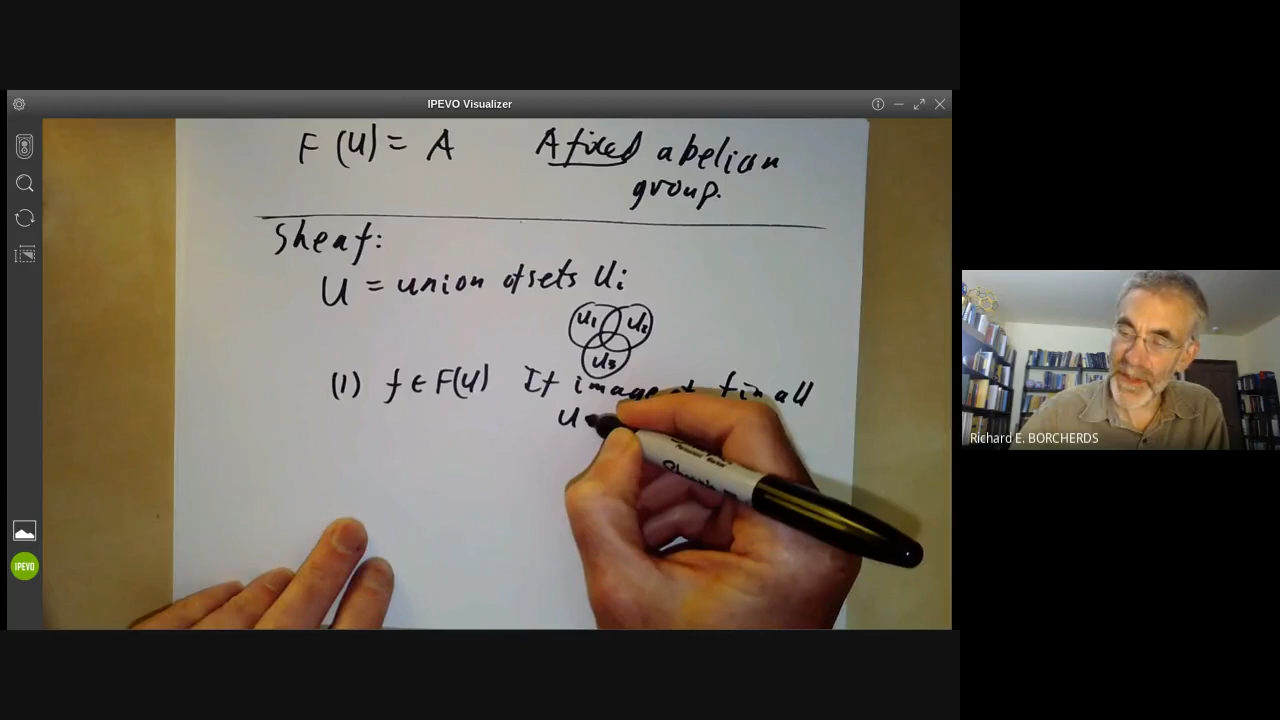 IPEVO Visualizer
F(U) = A A fixed abelian
group.
Sheaf:
U = union of sets Ui
U1 U2
U3
(1) f ∈ F(U) If image of f in all
U
Richard E. BORCHERDS
IPEVO